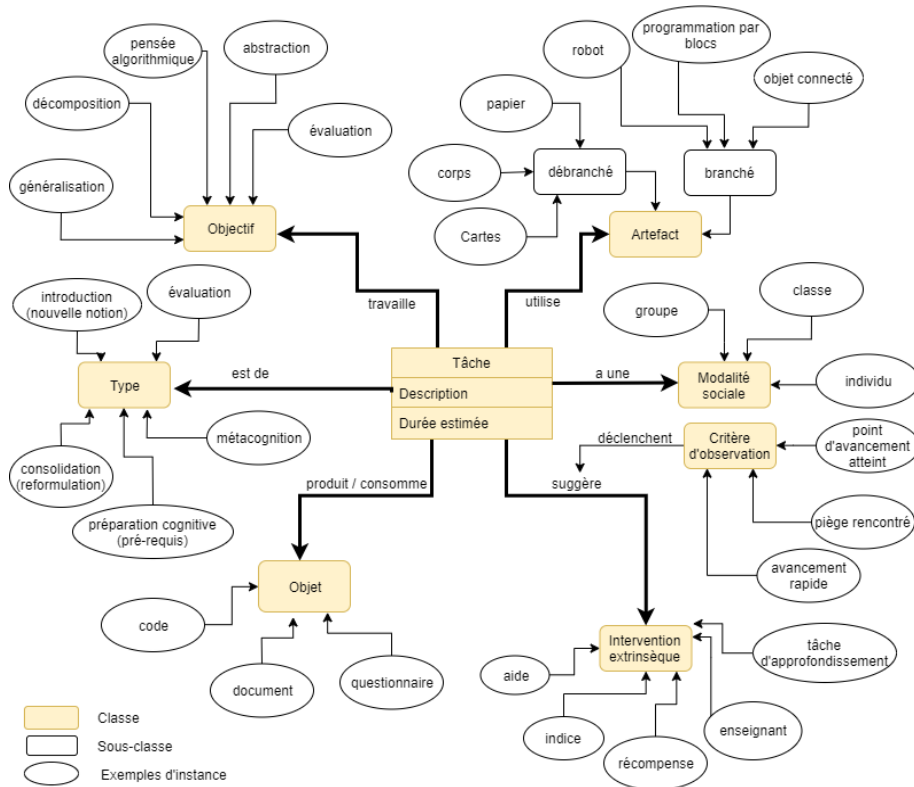 pensée
algorithmique
abstraction
décomposition
évaluation
généralisation
Objectif
programmation par
blocs
robot
objet connecté
papier
corps
débranché
branché
Cartes
Artefact
travaille
utilise
introduction
(nouvelle notion)
évaluation
Type
est de
métacognition
consolidation
(reformulation)
préparation cognitive
(pré-requis)
Tâche
Description
Durée estimée
a une
groupe
classe
Modalité
sociale
individu
déclenchent
Critère
d'observation
point
d'avancement
atteint
piège rencontré
avancement
rapide
produit / consomme
suggère
Objet
code
document
questionnaire
Intervention
extrinsèque
aide
indice
récompense
enseignant
tâche
d'approfondissement
Classe
Sous-classe
Exemples d'instance